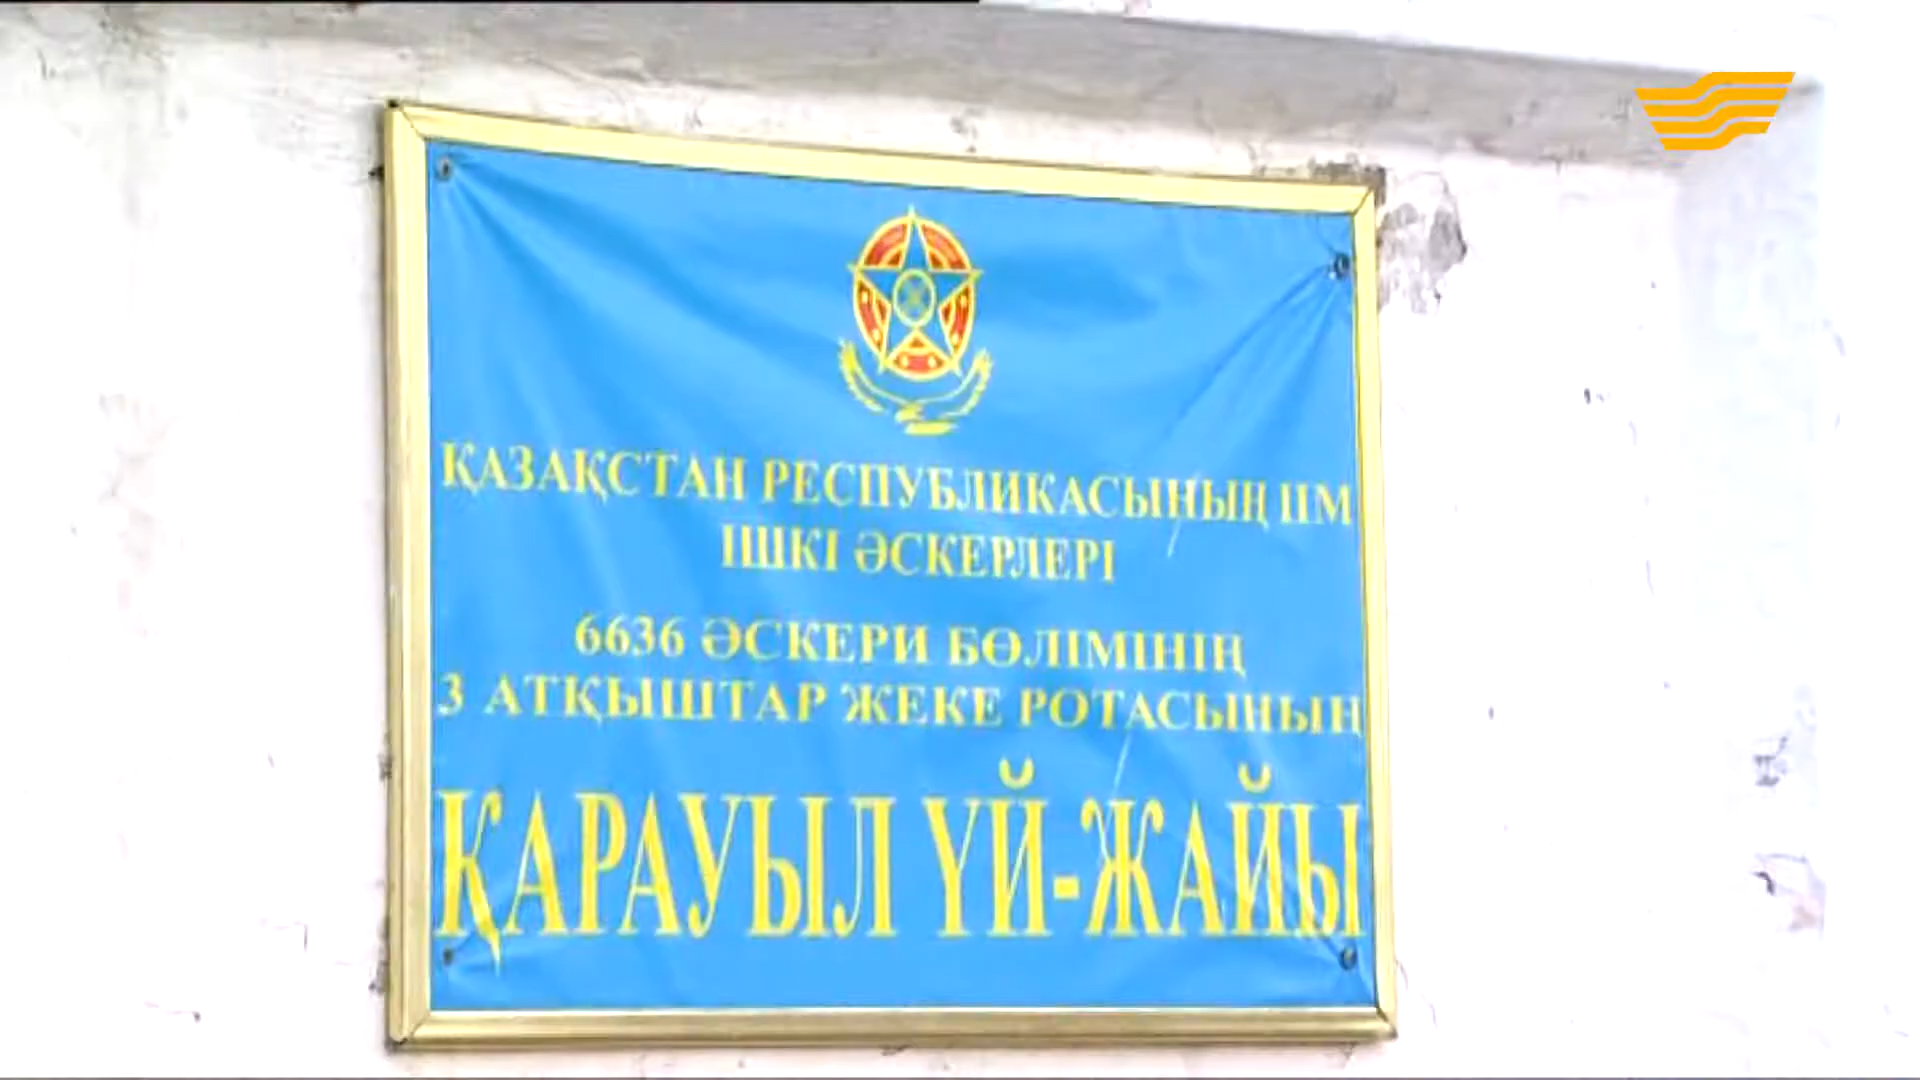 ҚАЗАҚСТАН РЕСПУБЛИКАСЫНЫҢ ІІМ
ІШКІ ӘСКЕРЛЕРІ
6636 ӘСКЕРИ БӨЛІМІНІҢ
3 АТҚЫШТАР ЖЕКЕ РОТАСЫНЫҢ
ҚАРАУЫЛ ҮЙ-ЖАЙЫ